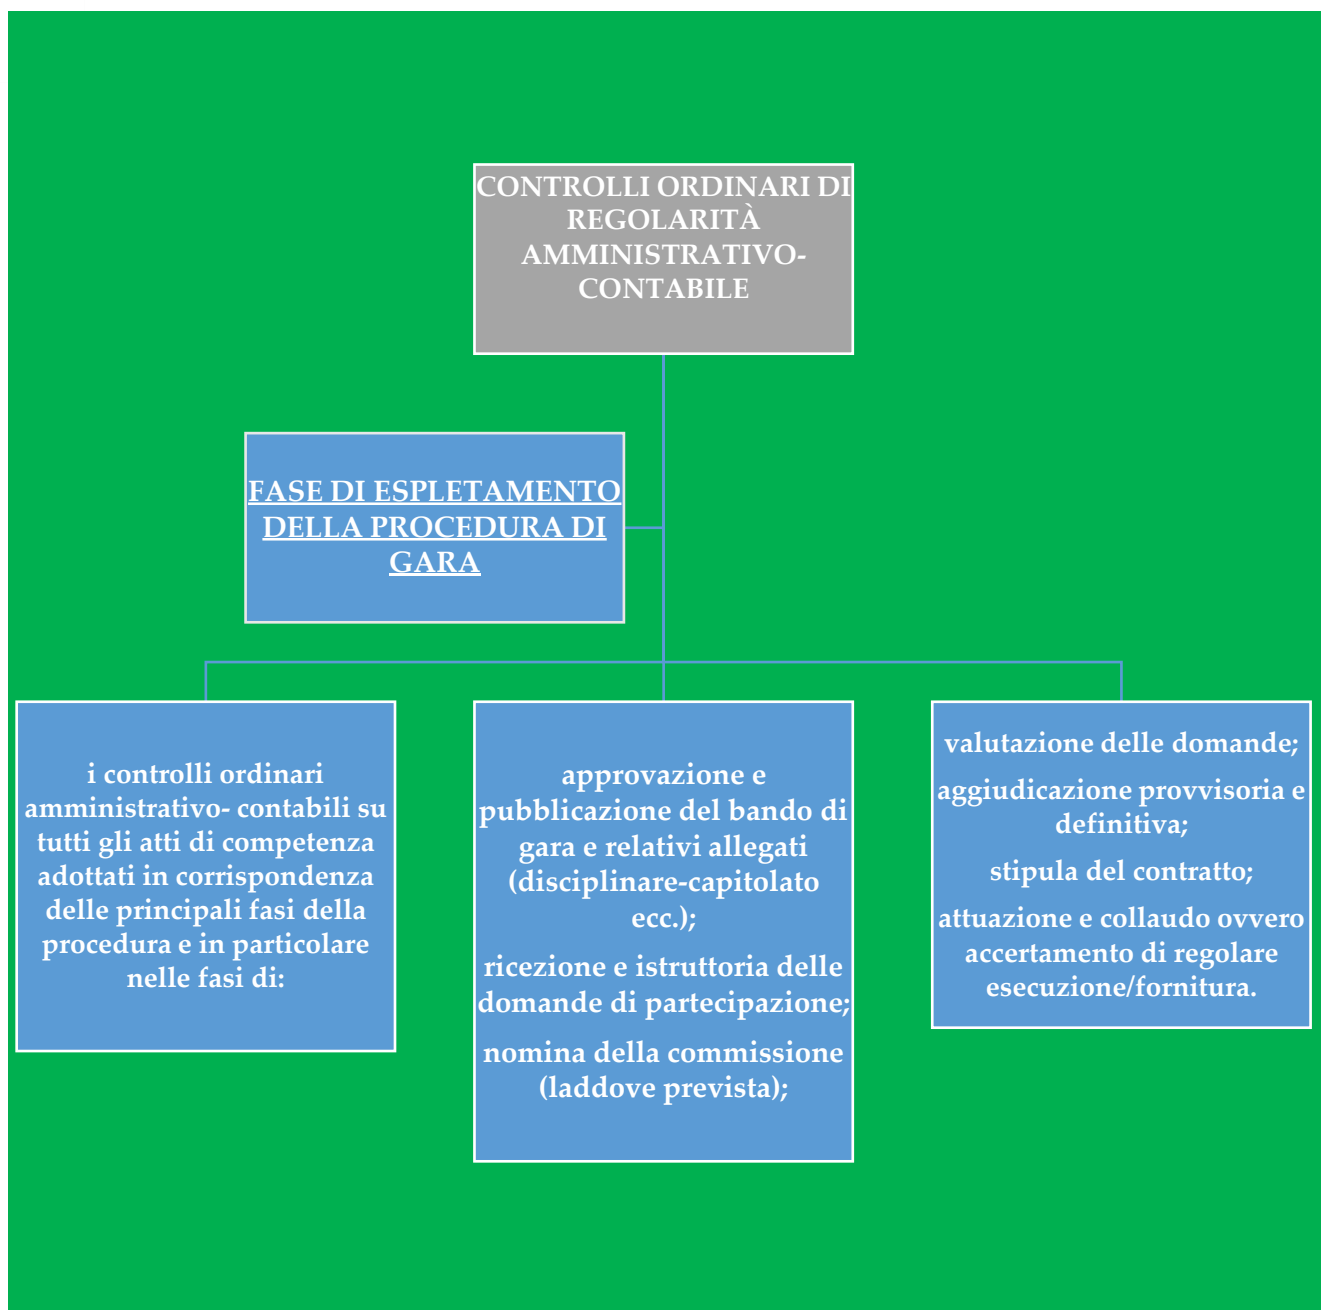 CONTROLLI ORDINARI DI
REGOLARITÀ
AMMINISTRATIVO-
CONTABILE
FASE DI ESPLETAMENTO
DELLA PROCEDURA DI
GARA
i controlli ordinari
amministrativo- contabili su
tutti gli atti di competenza
adottati in corrispondenza
delle principali fasi della
procedura e in particolare
nelle fasi di:
approvazione e
pubblicazione del bando di
gara e relativi allegati
(disciplinare-capitolato
ecc.);
ricezione e istruttoria delle
domande di partecipazione;
nomina della commissione
(laddove prevista);
valutazione delle domande;
aggiudicazione provvisoria e
definitiva;
stipula del contratto;
attuazione e collaudo ovvero
accertamento di regolare
esecuzione/fornitura.